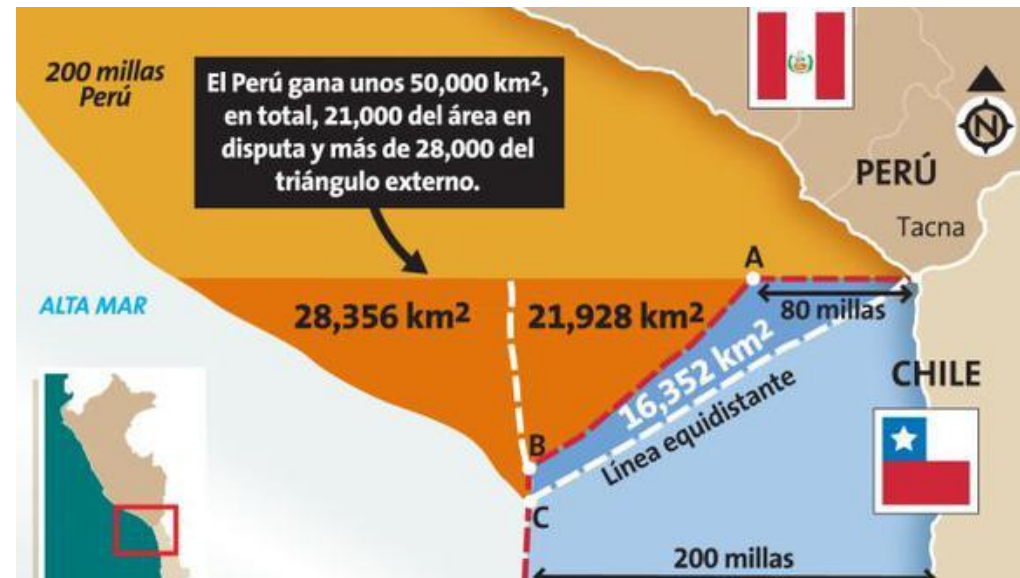 200 millas
Perú
El Perú gana unos 50,000 km²,
en total, 21,000 del área en
disputa y más de 28,000 del
triángulo externo.
N
PERÚ
Tacna
A
ALTA MAR
28,356 km²
21,928 km²
80 millas
16,352 km²
Línea equidistante
CHILE
B
C
200 millas